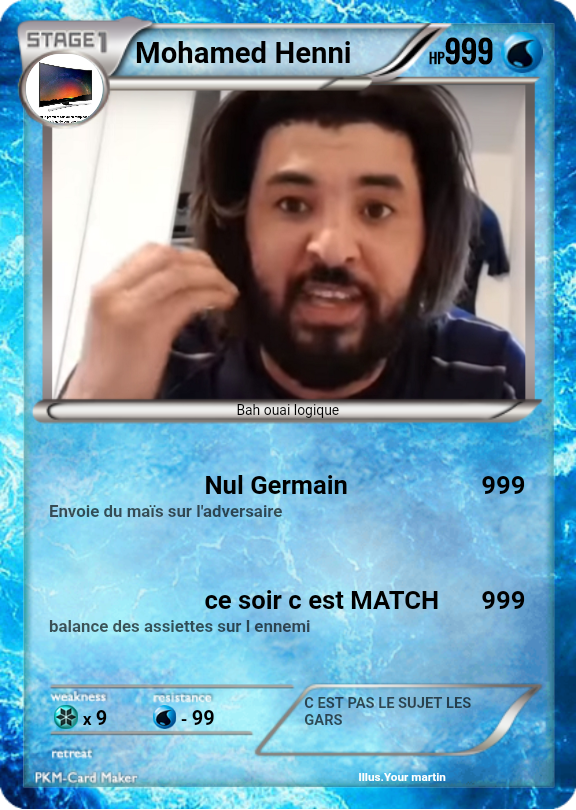 STAGE1
Mohamed Henni
HP999
Bah ouai logique
Nul Germain 999
Envoie du maïs sur l'adversaire
ce soir c est MATCH 999
balance des assiettes sur l ennemi
weakness resistance
x 9 - 99
C EST PAS LE SUJET LES
GARS
retreat
PKM-Card Maker Illus.Your martin